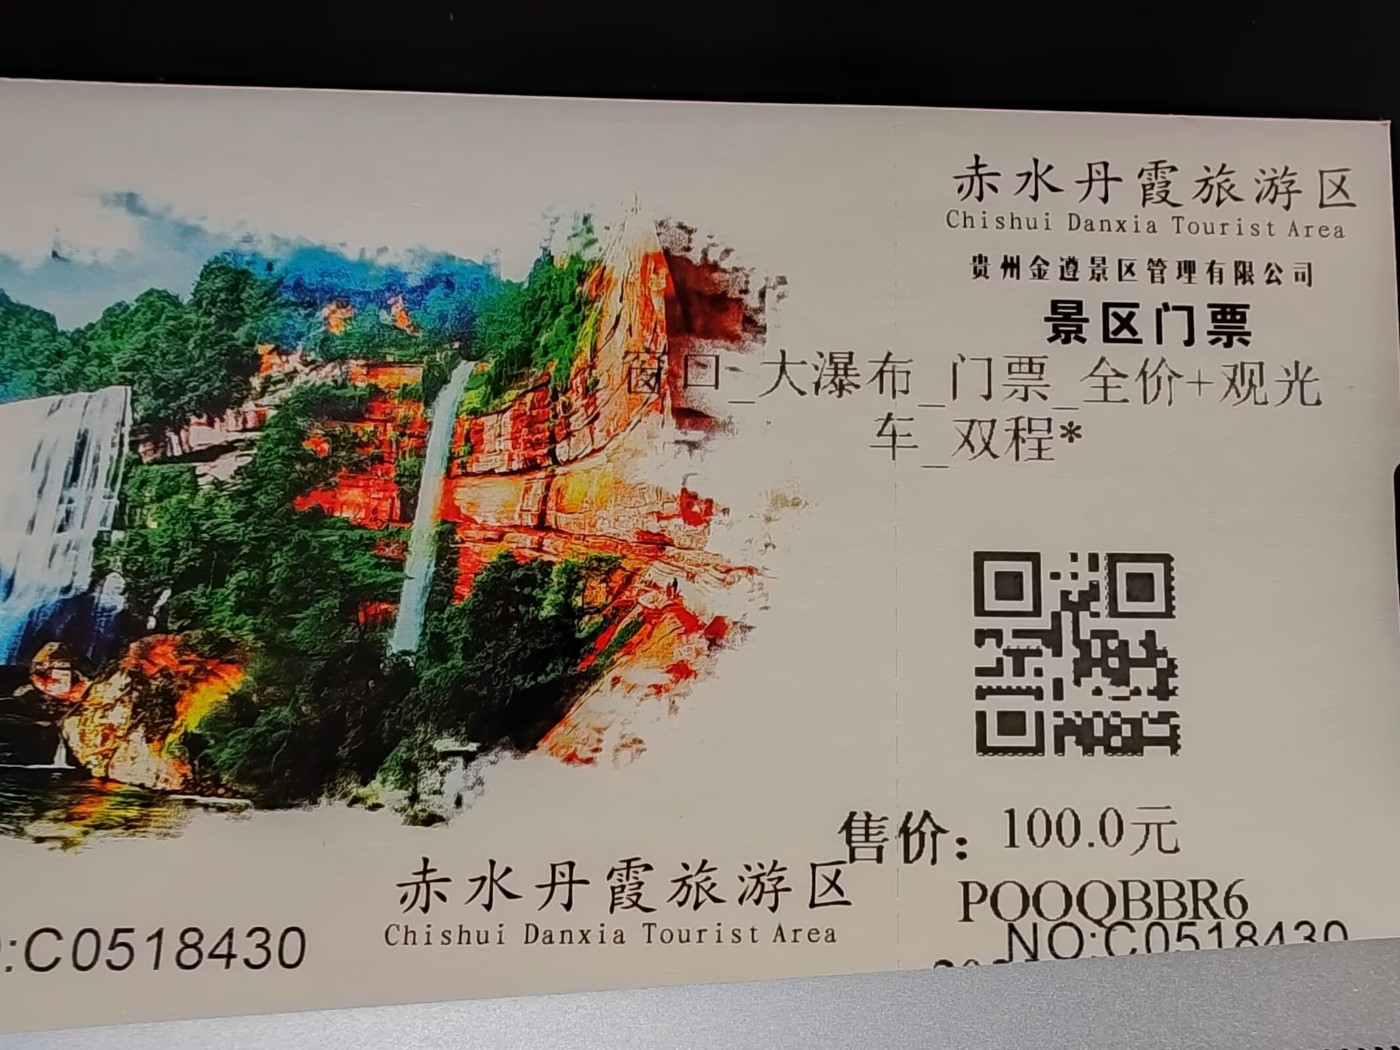 赤水丹霞旅游区
Chishui Danxia Tourist Area
贵州金遵景区管理有限公司
景区门票
窗口_大瀑布_门票_全价+观光
车_双程*
售价：100.0元
POOQBBR6
NO:C0518430
赤水丹霞旅游区
Chishui Danxia Tourist Area
:C0518430